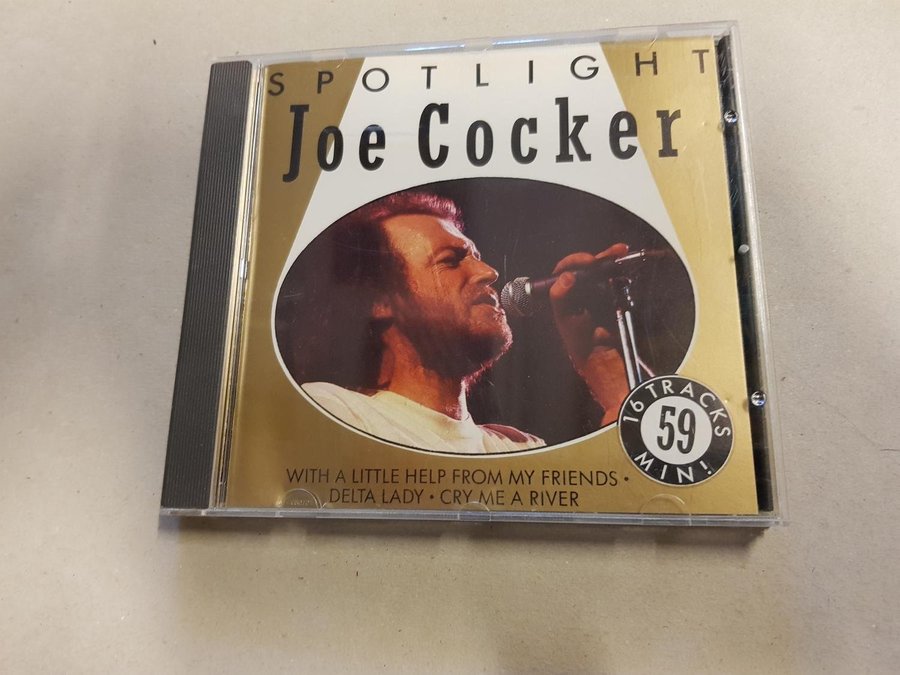 SPOTLIGHT
Joe Cocker
16 TRACKS
59
MIN!
WITH A LITTLE HELP FROM MY FRIENDS •
DELTA LADY • CRY ME A RIVER